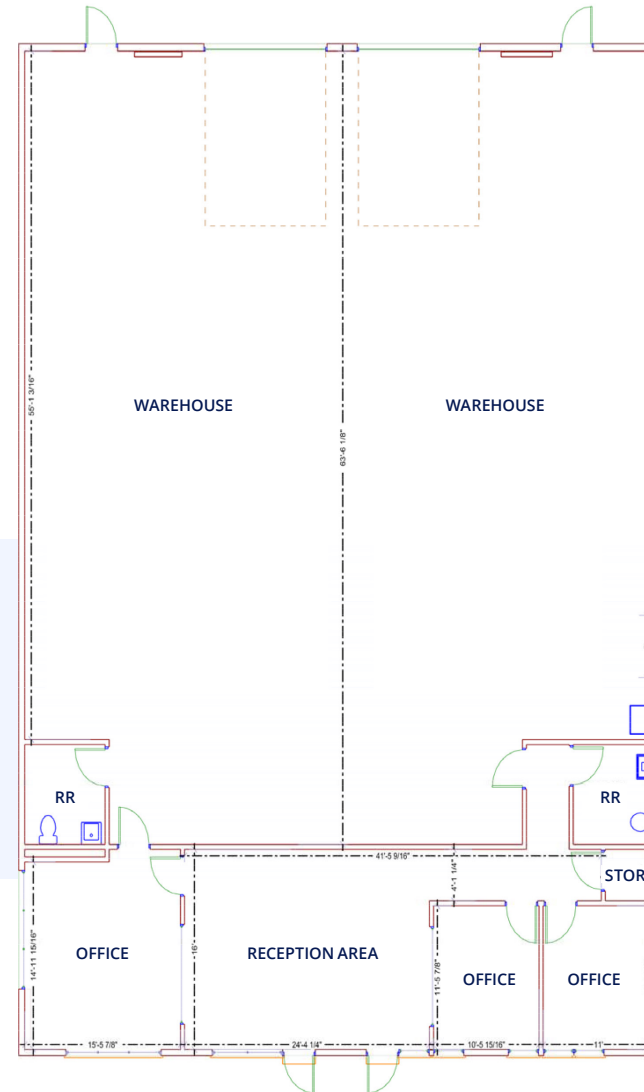 WAREHOUSE
WAREHOUSE
55'-1 3/16"
63'-6 1/8"
RR
RR
41'-5 9/16"
4'-1 1/4"
STOR
14'-11 15/16"
OFFICE
16'
RECEPTION AREA
11'-5 7/8"
OFFICE
OFFICE
15'-5 7/8"
24'-4 1/4"
10'-5 15/16"
11'